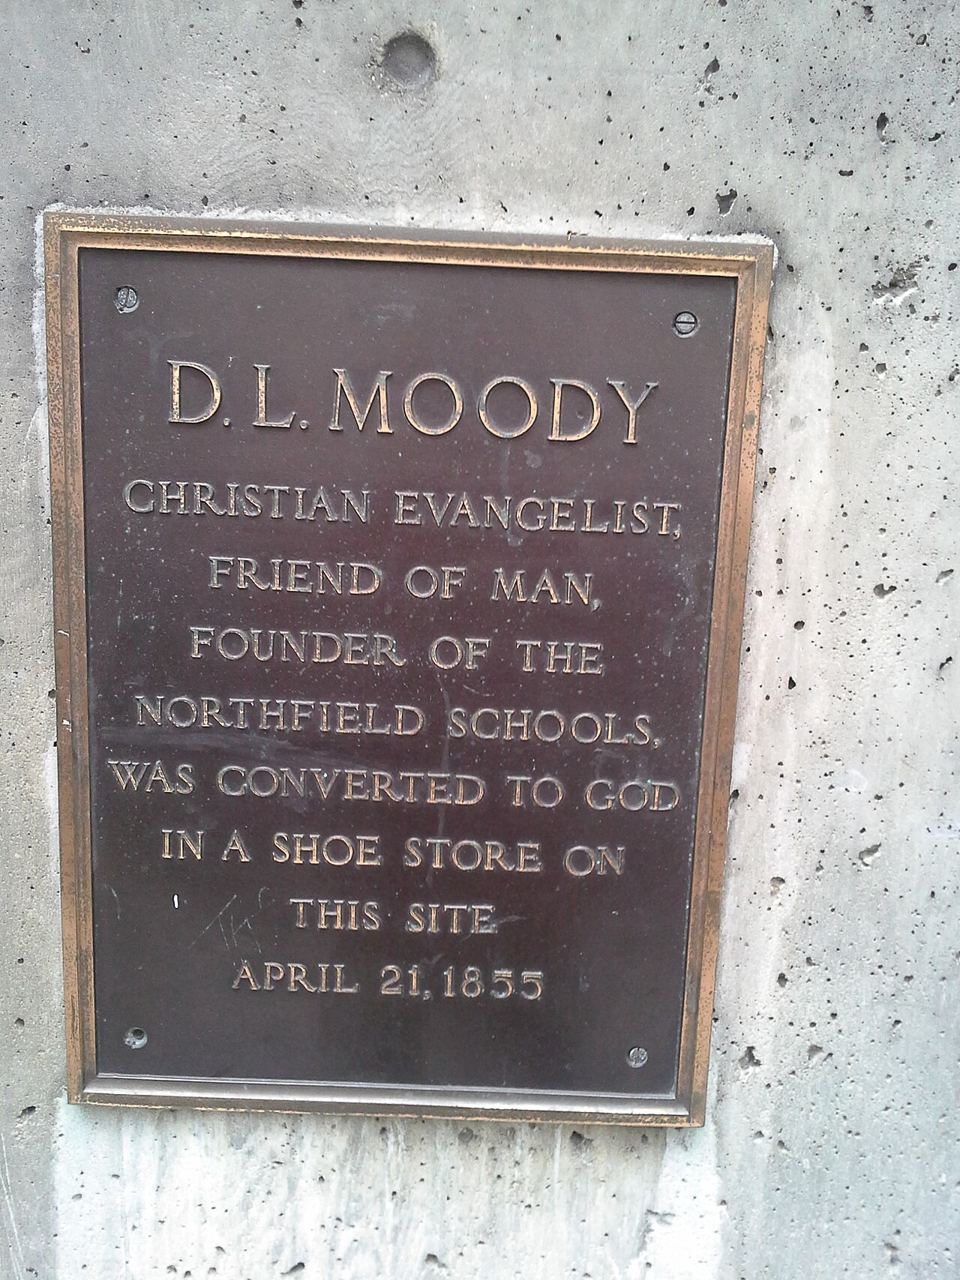 D. L. MOODY
CHRISTIAN EVANGELIST,
FRIEND OF MAN,
FOUNDER OF THE
NORTHFIELD SCHOOLS,
WAS CONVERTED TO GOD
IN A SHOE STORE ON
THIS SITE
APRIL 21, 1855